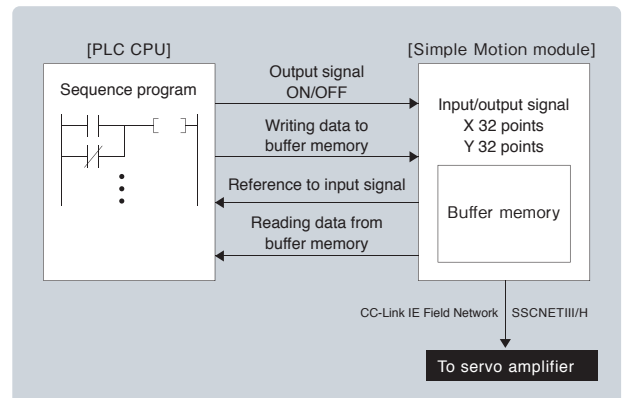 [PLC CPU]
[Simple Motion module]
Sequence program
Output signal
ON/OFF
Writing data to
buffer memory
Reference to input signal
Reading data from
buffer memory
Input/output signal
X 32 points
Y 32 points
Buffer memory
CC-Link IE Field Network
SSCNETIII/H
To servo amplifier